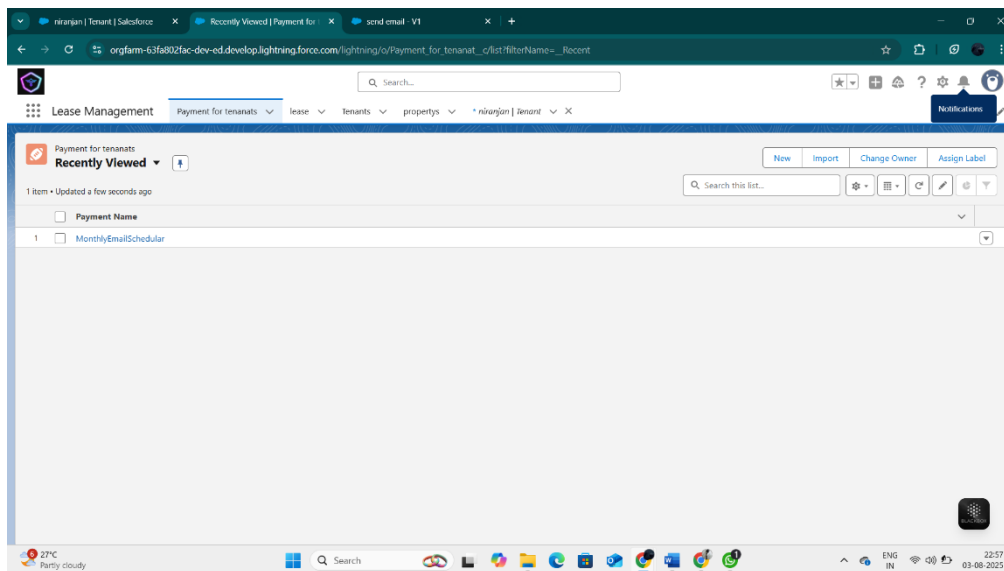 niranjan | Tenant | Salesforce
Recently Viewed | Payment for
send email - V1
orgfarm-63fa802fac-dev-ed.develop.lightning.force.com/lightning/o/Payment_for_tenanat__c/list?filterName=__Recent
Search...
Lease Management
Payment for tenanats
lease
Tenants
propertys
* niranjan | Tenant
Notifications
Payment for tenanats
Recently Viewed
New
Import
Change Owner
Assign Label
1 item • Updated a few seconds ago
Search this list...
Payment Name
1
MonthlyEmailSchedular
BLACKBOX
6
27°C
Partly cloudy
Search
ENG
IN
22:57
03-08-2025